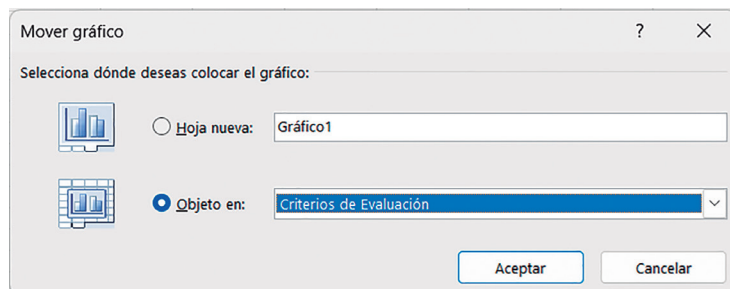 Mover gráfico ?
Selecciona dónde deseas colocar el gráfico:
Hoja nueva: Gráfico1
Objeto en: Criterios de Evaluación
Aceptar Cancelar